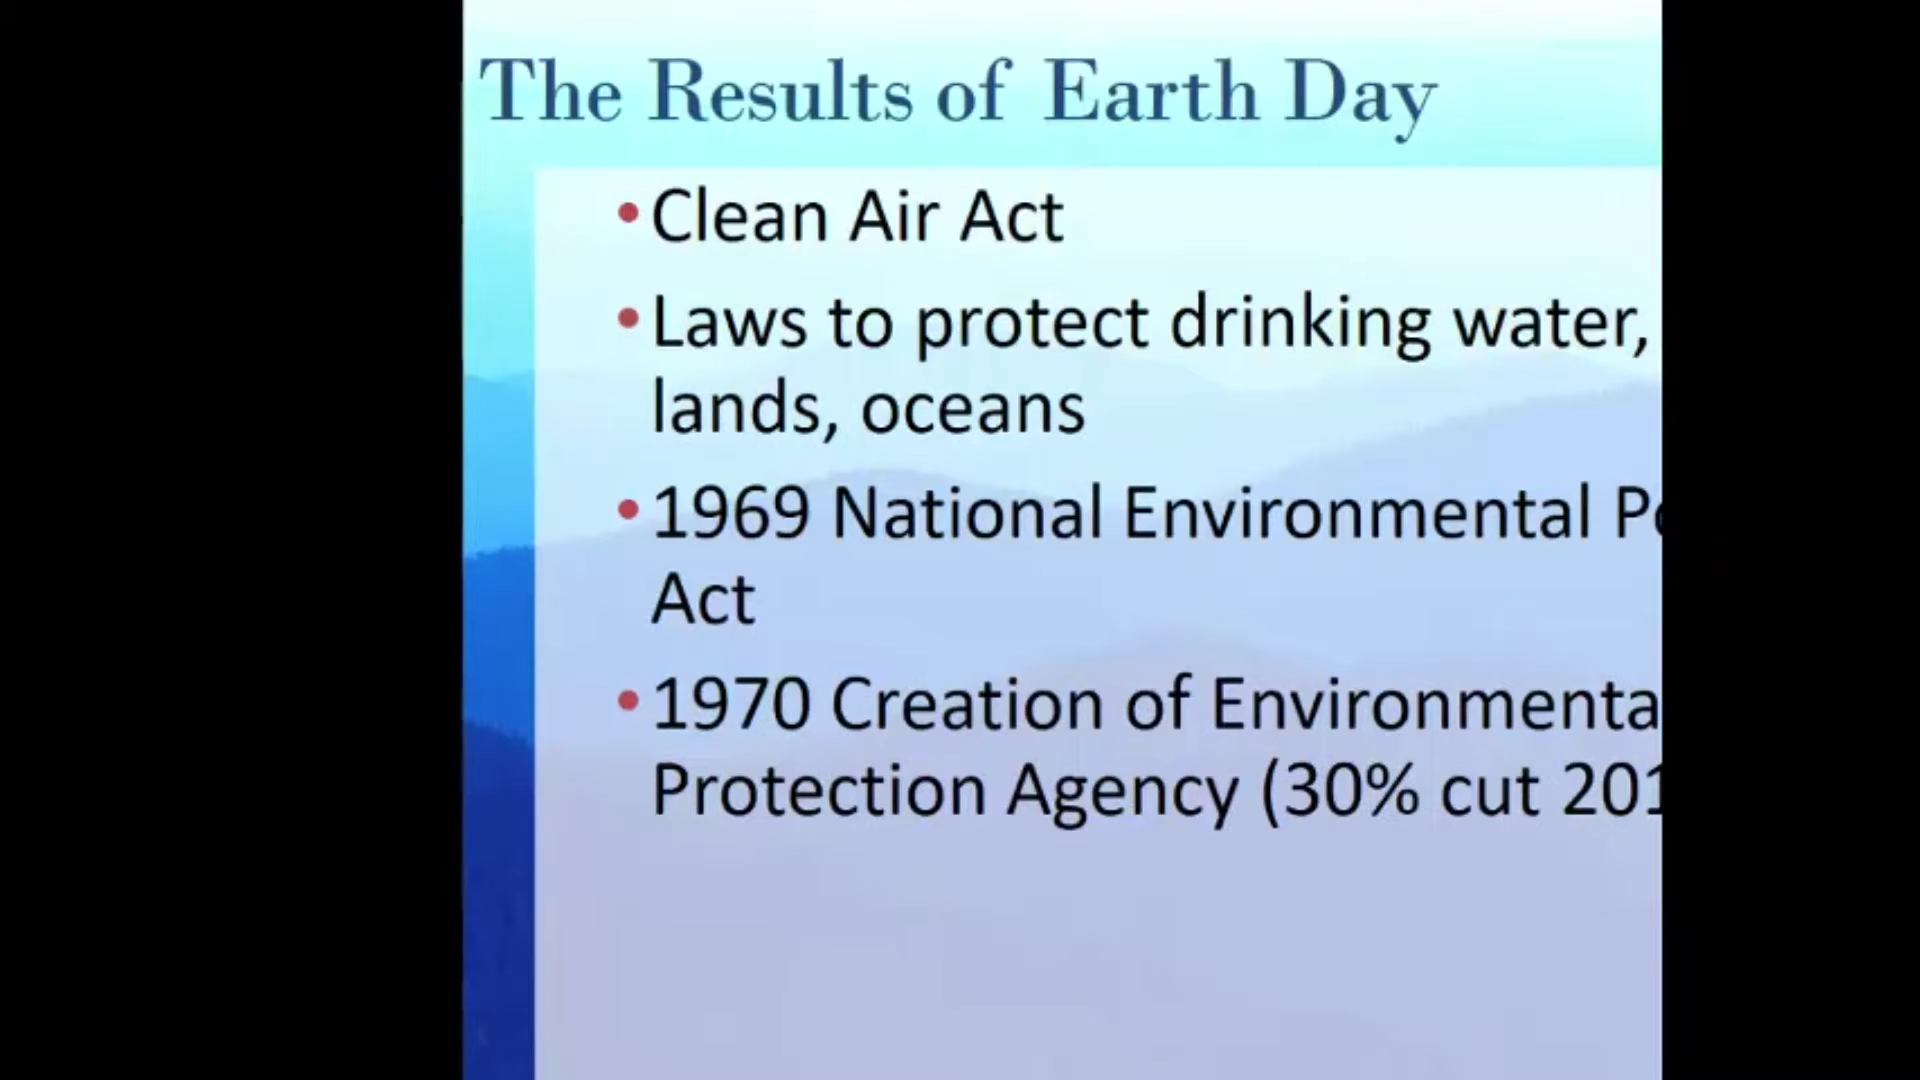 The Results of Earth Day
• Clean Air Act
• Laws to protect drinking water,
lands, oceans
• 1969 National Environmental
Act
• 1970 Creation of
Protection Agency (30% cut